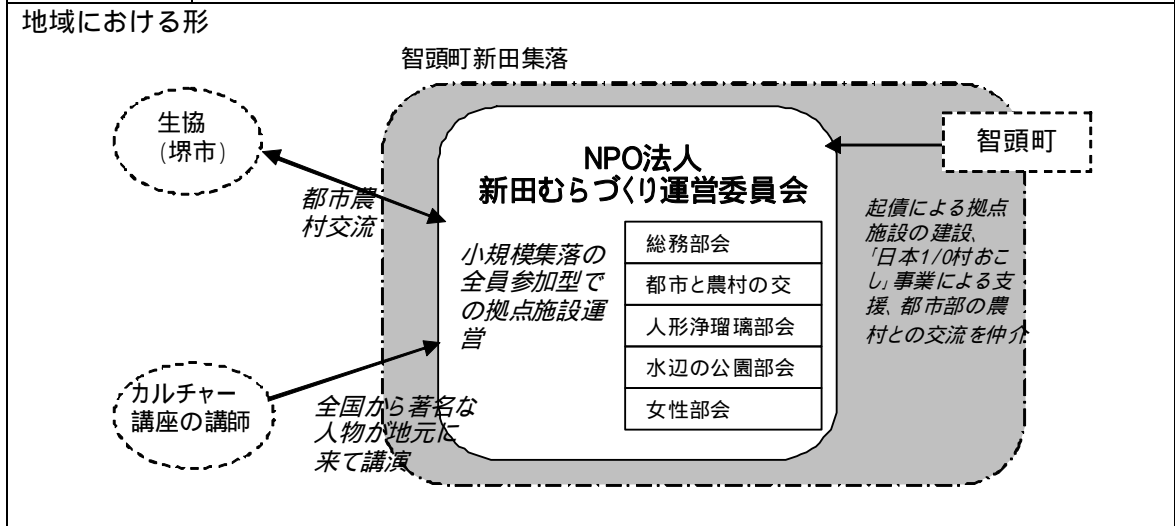 地域における形
智頭町新田集落
生協
(堺市)
都市農
村交流
NPO法人
新田むらづくり運営委員会
小規模集落の
全員参加型で
の拠点施設運
営
総務部会
都市と農村の交
人形浄瑠璃部会
水辺の公園部会
女性部会
智頭町
起債による拠点
施設の建設、
「日本1/0村おこ
し」事業による支
援、都市部の農
村との交流を仲介
カルチャー
講座の講師
全国から著名な
人物が地元に
来て講演